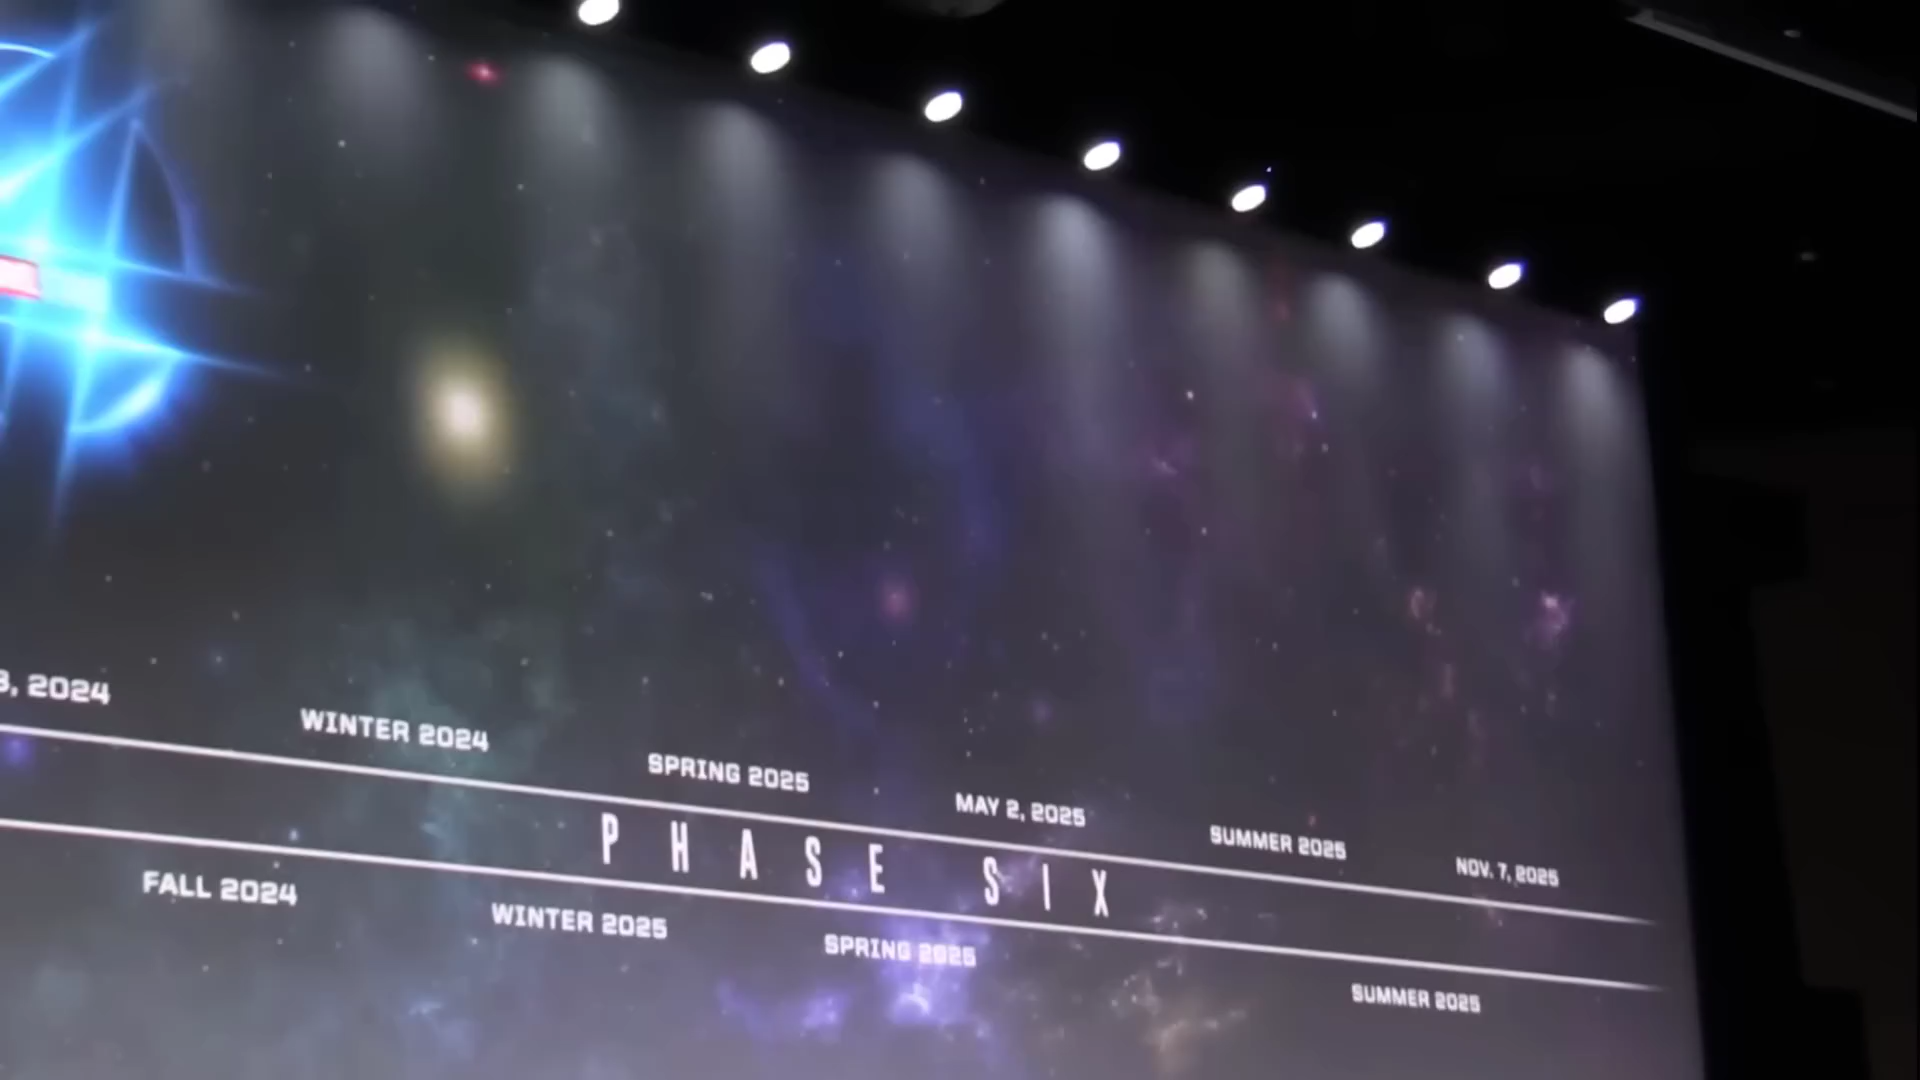 3, 2024
WINTER 2024
SPRING 2025
MAY 2, 2025
SUMMER 2025
NOV. 7, 2025
PHASE SIX
FALL 2024
WINTER 2025
SPRING 2025
SUMMER 2025